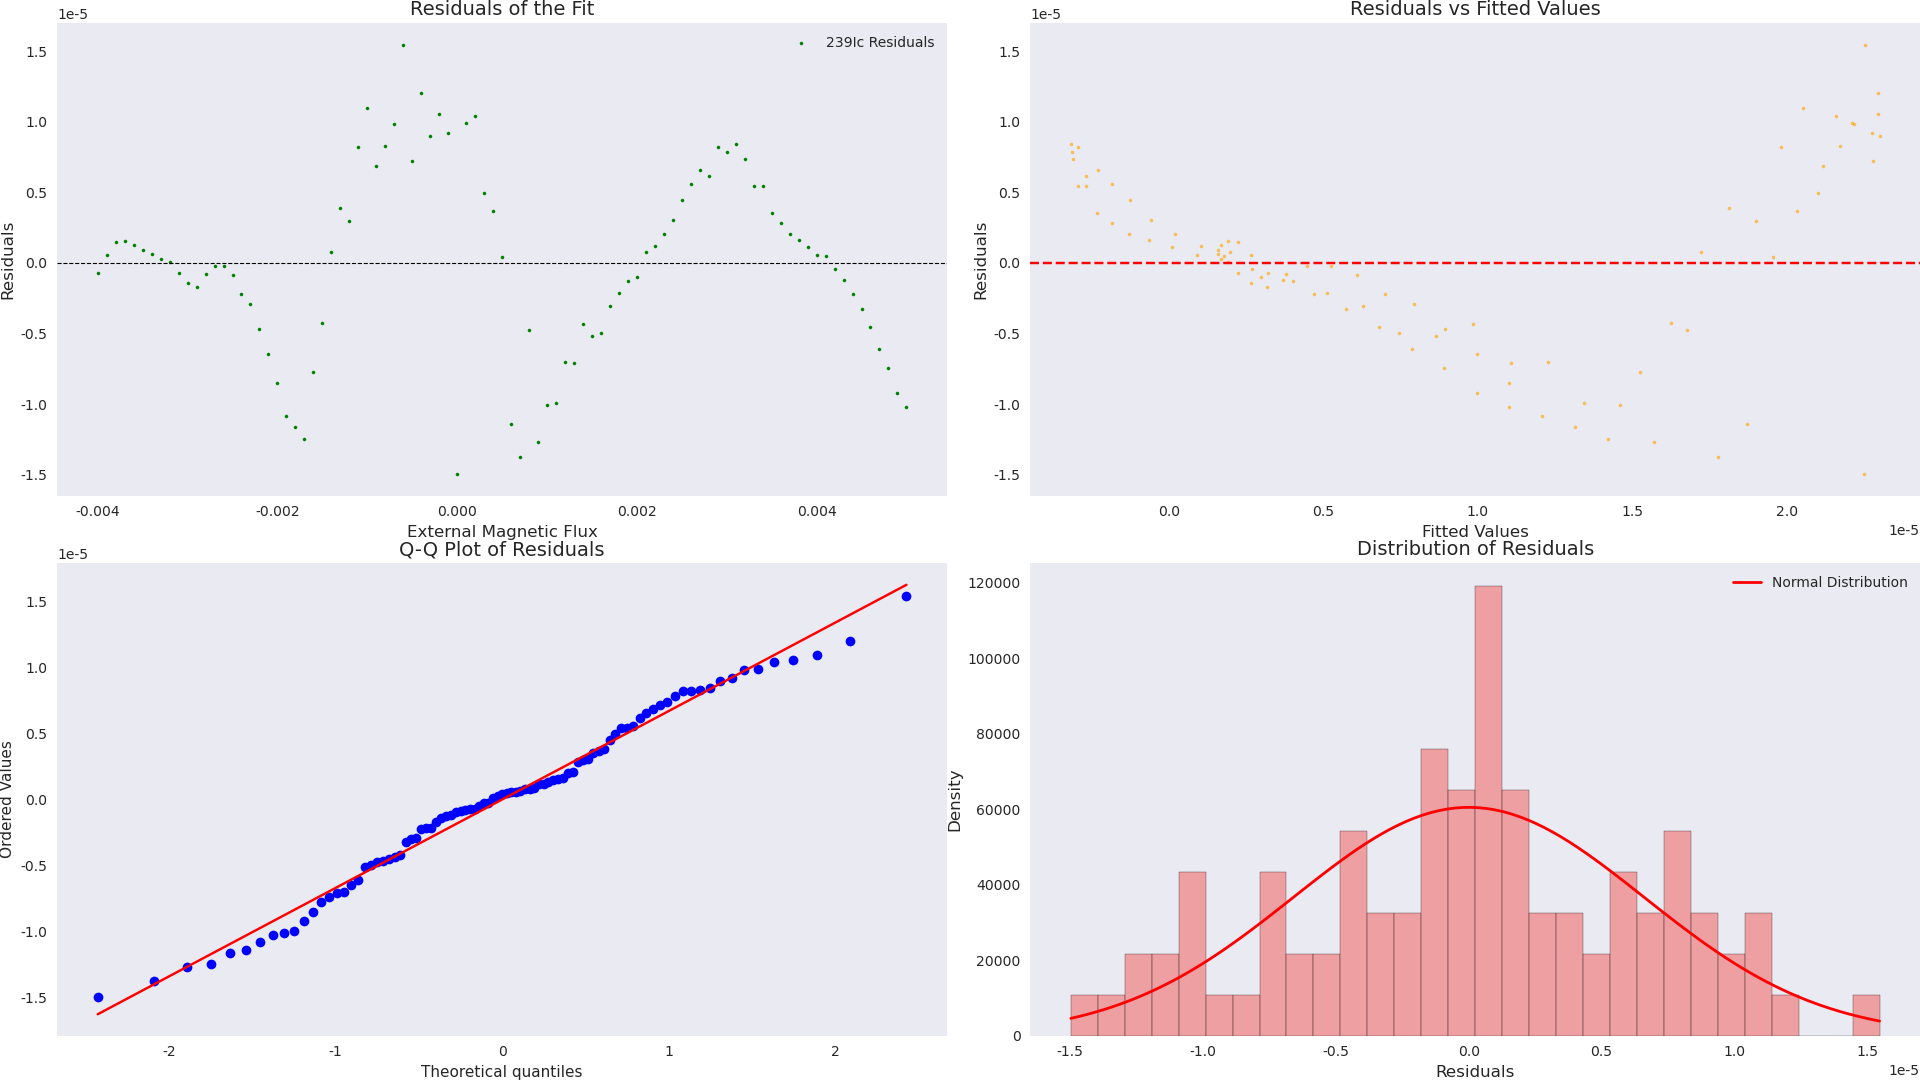 Residuals of the Fit
1e-5
239Ic Residuals
1.5
1.0
0.5
0.0
-0.5
-1.0
-1.5
Residuals
-0.004
-0.002
0.000
0.002
0.004
External Magnetic Flux
Residuals vs Fitted Values
1e-5
1.5
1.0
0.5
0.0
-0.5
-1.0
-1.5
Residuals
0.0
0.5
1.0
1.5
2.0
1e-5
Fitted Values
Q-Q Plot of Residuals
1e-5
1.5
1.0
0.5
0.0
-0.5
-1.0
-1.5
Ordered Values
-2
-1
0
1
2
Theoretical quantiles
Distribution of Residuals
Normal Distribution
120000
100000
80000
60000
40000
20000
0
Density
-1.5
-1.0
-0.5
0.0
0.5
1.0
1.5
1e-5
Residuals